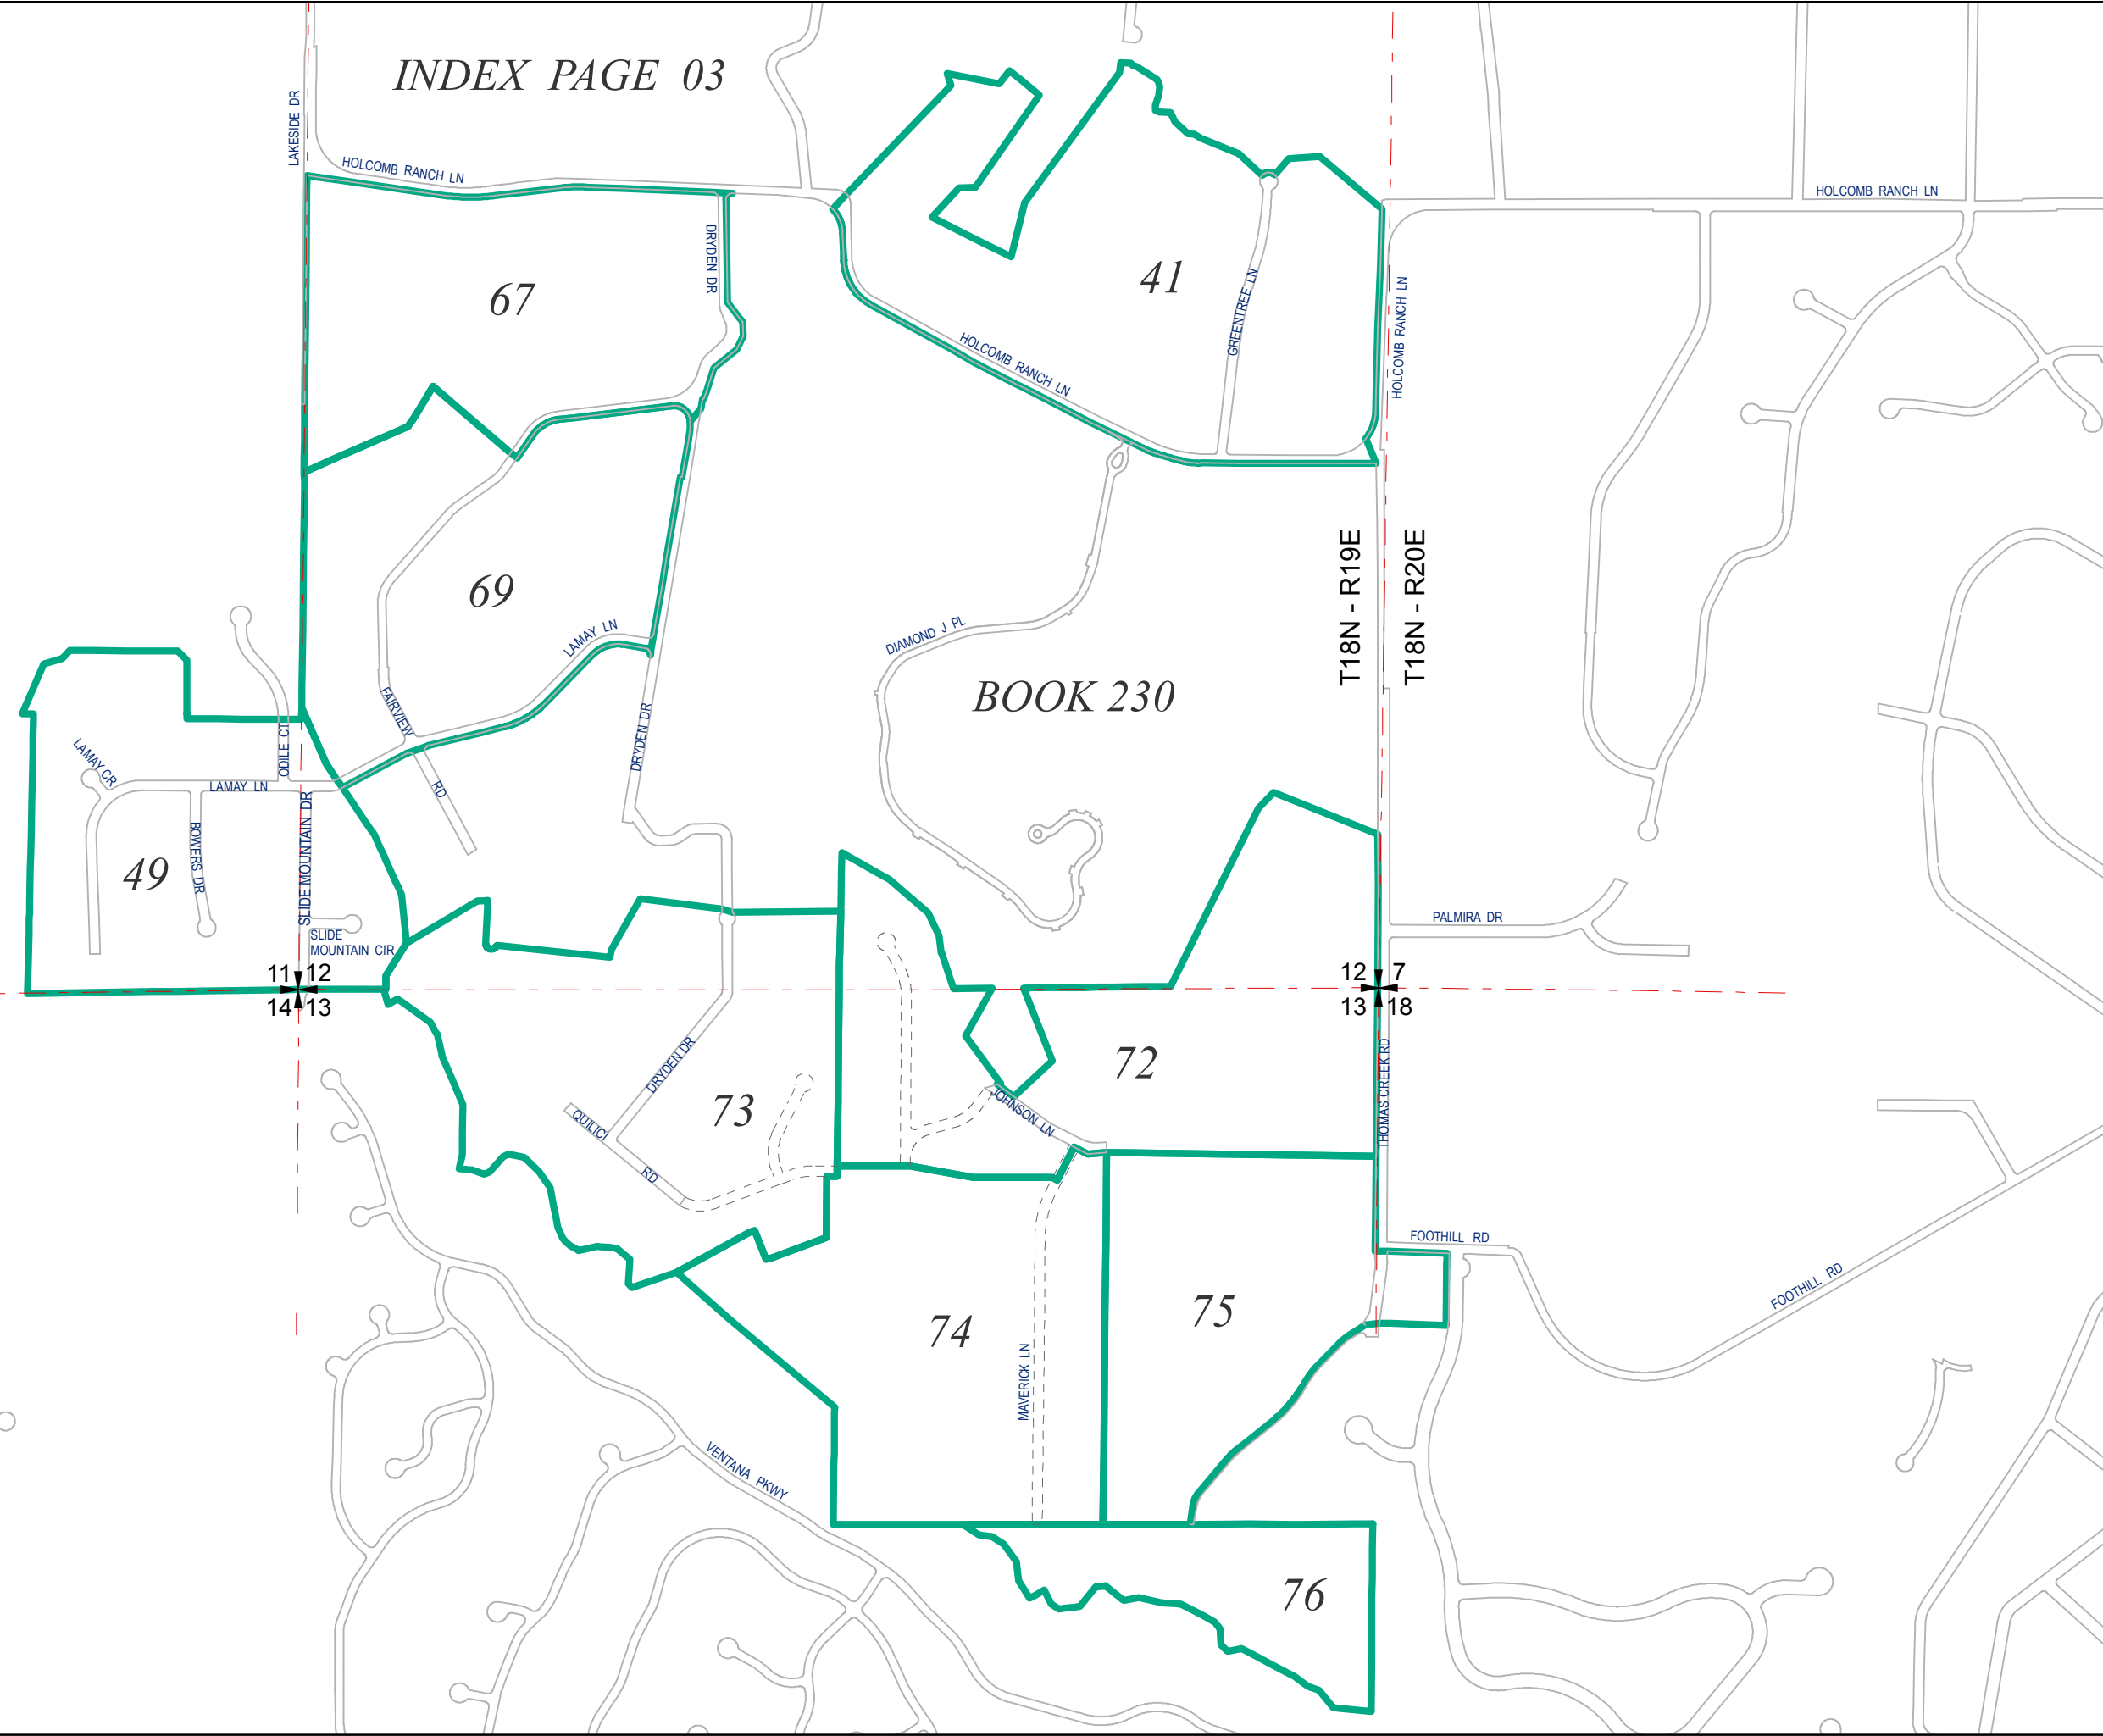 INDEX PAGE 03
LAKESIDE DR
HOLCOMB RANCH LN
HOLCOMB RANCH LN
67
DRYDEN DR
41
GREENTREE LN
HOLCOMB RANCH LN
HOLCOMB RANCH LN
69
LAMAY LN
T18N - R19E
T18N - R20E
DIAMOND J PL
BOOK 230
FAIRVIEW
RD
DRYDEN DR
LAMAY CR
ODILE CT
LAMAY LN
49
BOWERS DR
SLIDE MOUNTAIN DR
SLIDE
MOUNTAIN CIR
PALMIRA DR
11 12
14 13
12 7
13 18
DRYDEN DR
73
72
QUILICI
RD
JOHNSON LN
THOMAS CREEK RD
FOOTHILL RD
FOOTHILL RD
74
75
MAVERICK LN
VENTANA PKWY
76